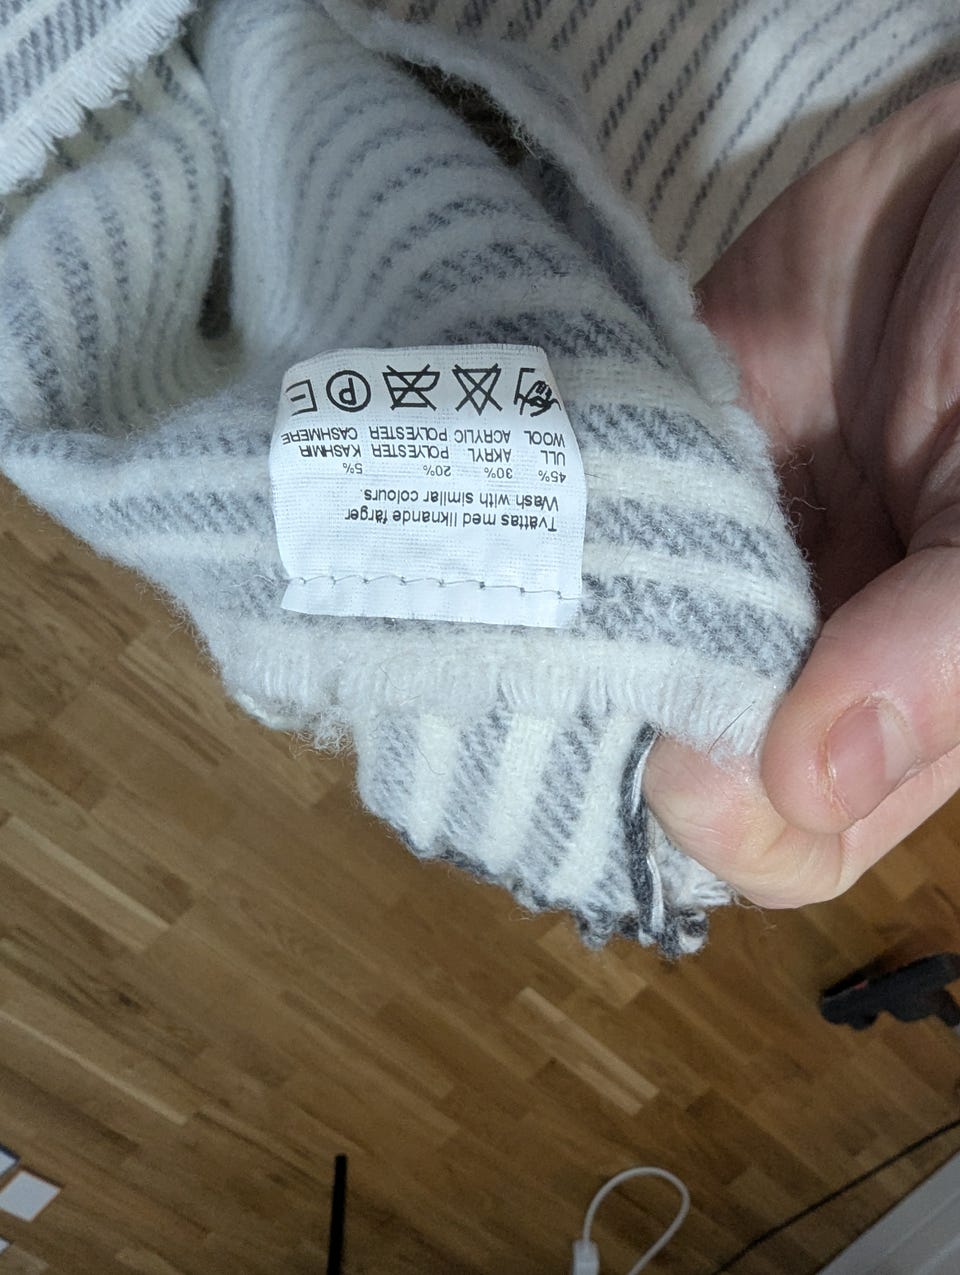 Tvättas med liknande färger
Wash with similar colours.
45% 30% 20% 5%
ULL AKRYL POLYESTER KASHMIR
WOOL ACRYLIC POLYESTER CASHMERE
P